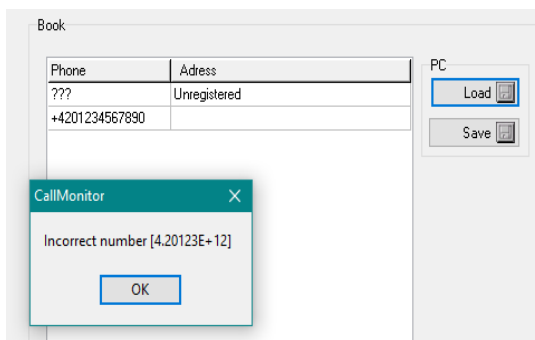 Book
Phone Adress
??? Unregistered
+4201234567890
PC
Load
Save
CallMonitor
Incorrect number [4.20123E+12]
OK